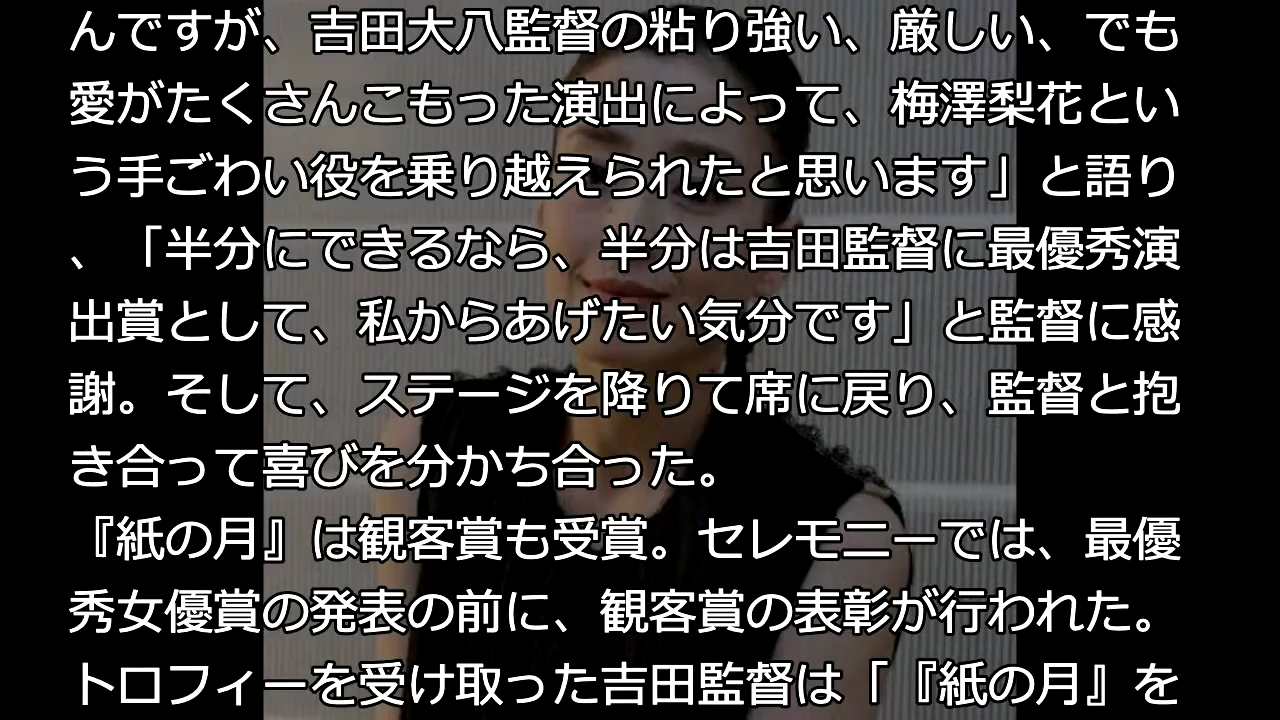 んですが、吉田大八監督の粘り強い、厳しい、でも
愛がたくさんこもった演出によって、梅澤梨花とい
う手ごわい役を乗り越えられたと思います」と語り
、「半分にできるなら、半分は吉田監督に最優秀演
出賞として、私からあげたい気分です」と監督に感
謝。そして、ステージを降りて席に戻り、監督と抱
き合って喜びを分かち合った。
『紙の月』は観客賞も受賞。セレモニーでは、最優
秀女優賞の発表の前に、観客賞の表彰が行われた。
トロフィーを受け取った吉田監督は「『紙の月』を